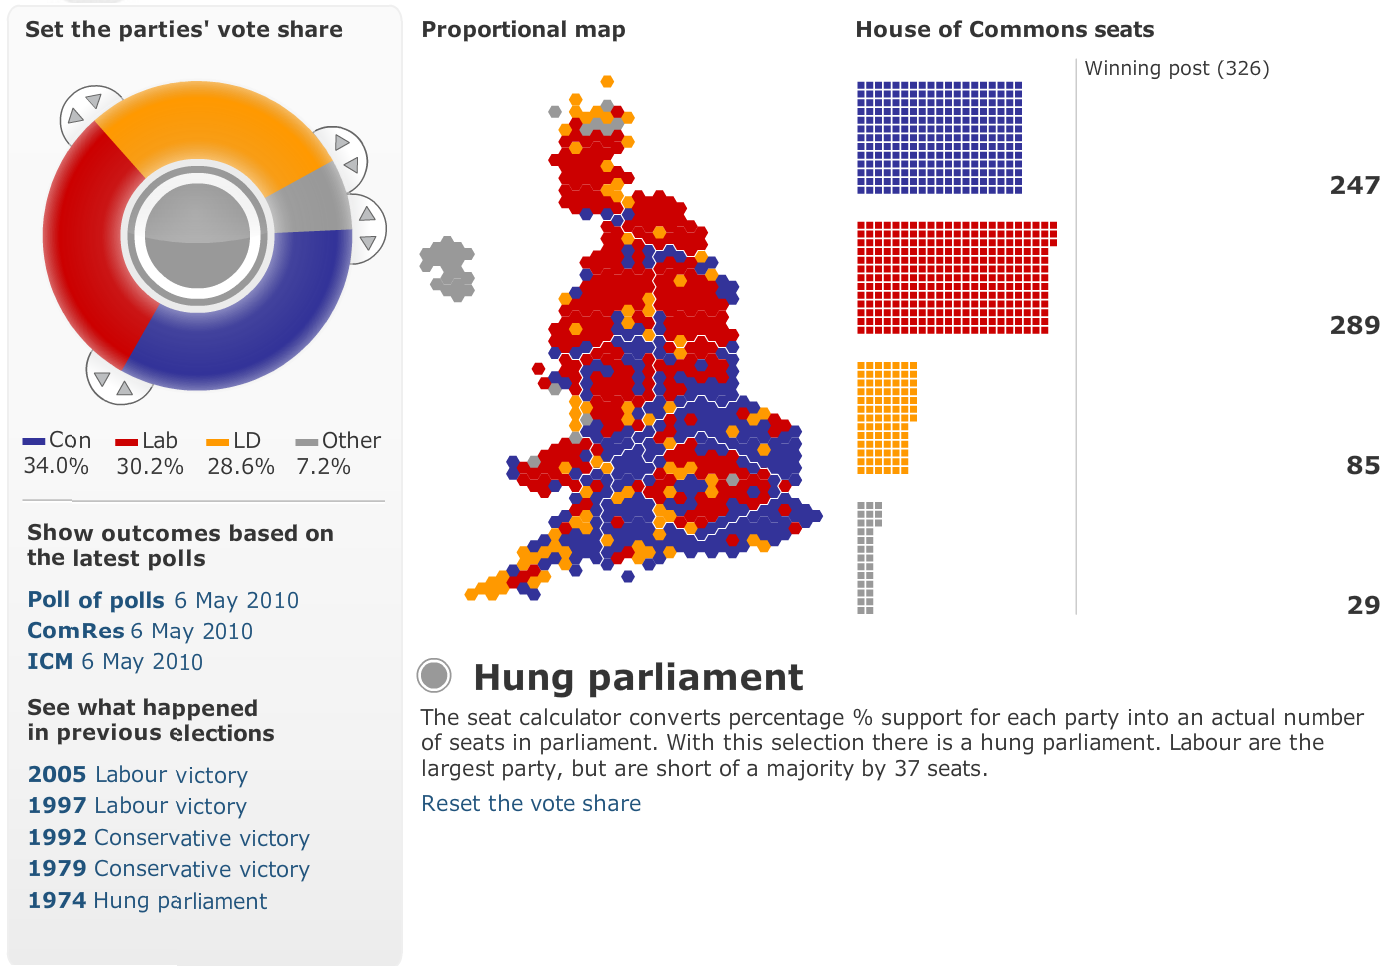 Set the parties' vote share
Con Lab LD Other
34.0% 30.2% 28.6% 7.2%
Show outcomes based on
the latest polls
Poll of polls 6 May 2010
ComRes 6 May 2010
ICM 6 May 2010
See what happened
in previous elections
2005 Labour victory
1997 Labour victory
1992 Conservative victory
1979 Conservative victory
1974 Hung parliament
Proportional map
House of Commons seats
Winning post (326)
247
289
85
29
Hung parliament
The seat calculator converts percentage % support for each party into an actual number
of seats in parliament. With this selection there is a hung parliament. Labour are the
largest party, but are short of a majority by 37 seats.
Reset the vote share